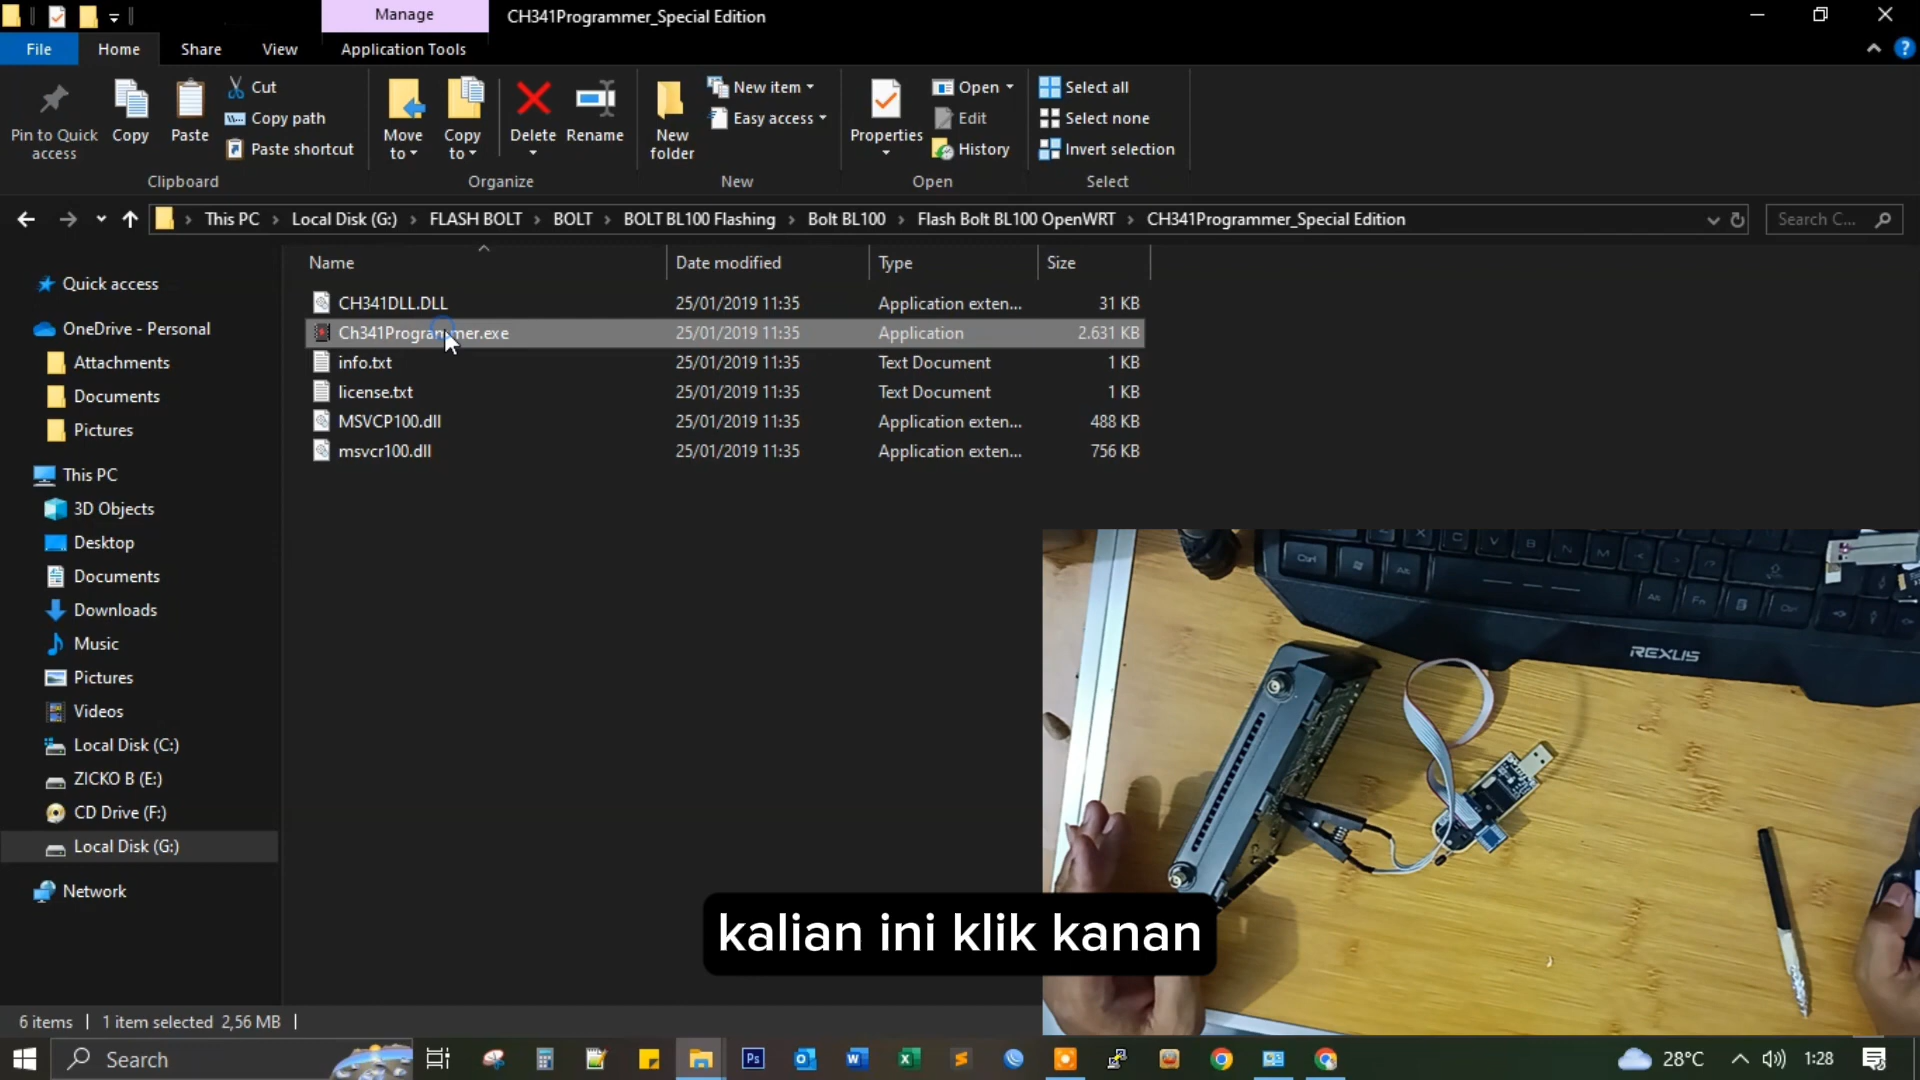 Manage
CH341Programmer_Special Edition
File
Home
Share
View
Application Tools
Pin to Quick access
Copy
Paste
Cut
Copy path
Paste shortcut
Move to
Copy to
Delete
Rename
New folder
New item
Easy access
Properties
Open
Edit
History
Select all
Select none
Invert selection
Clipboard
Organize
New
Open
Select
This PC > Local Disk (G:) > FLASH BOLT > BOLT > BOLT BL100 Flashing > Bolt BL100 > Flash Bolt BL100 OpenWRT > CH341Programmer_Special Edition
Search C...
Name Date modified Type Size
CH341DLL.DLL 25/01/2019 11:35 Application exten... 31 KB
Ch341Programmer.exe 25/01/2019 11:35 Application 2.631 KB
info.txt 25/01/2019 11:35 Text Document 1 KB
license.txt 25/01/2019 11:35 Text Document 1 KB
MSVCP100.dll 25/01/2019 11:35 Application exten... 488 KB
msvcr100.dll 25/01/2019 11:35 Application exten... 756 KB
Quick access
OneDrive - Personal
Attachments
Documents
Pictures
This PC
3D Objects
Desktop
Documents
Downloads
Music
Pictures
Videos
Local Disk (C:)
ZICKO B (E:)
CD Drive (F:)
Local Disk (G:)
Network
REXUS
kalian ini klik kanan
6 items
1 item selected 2,56 MB
Search
Ps
28°C
1:28